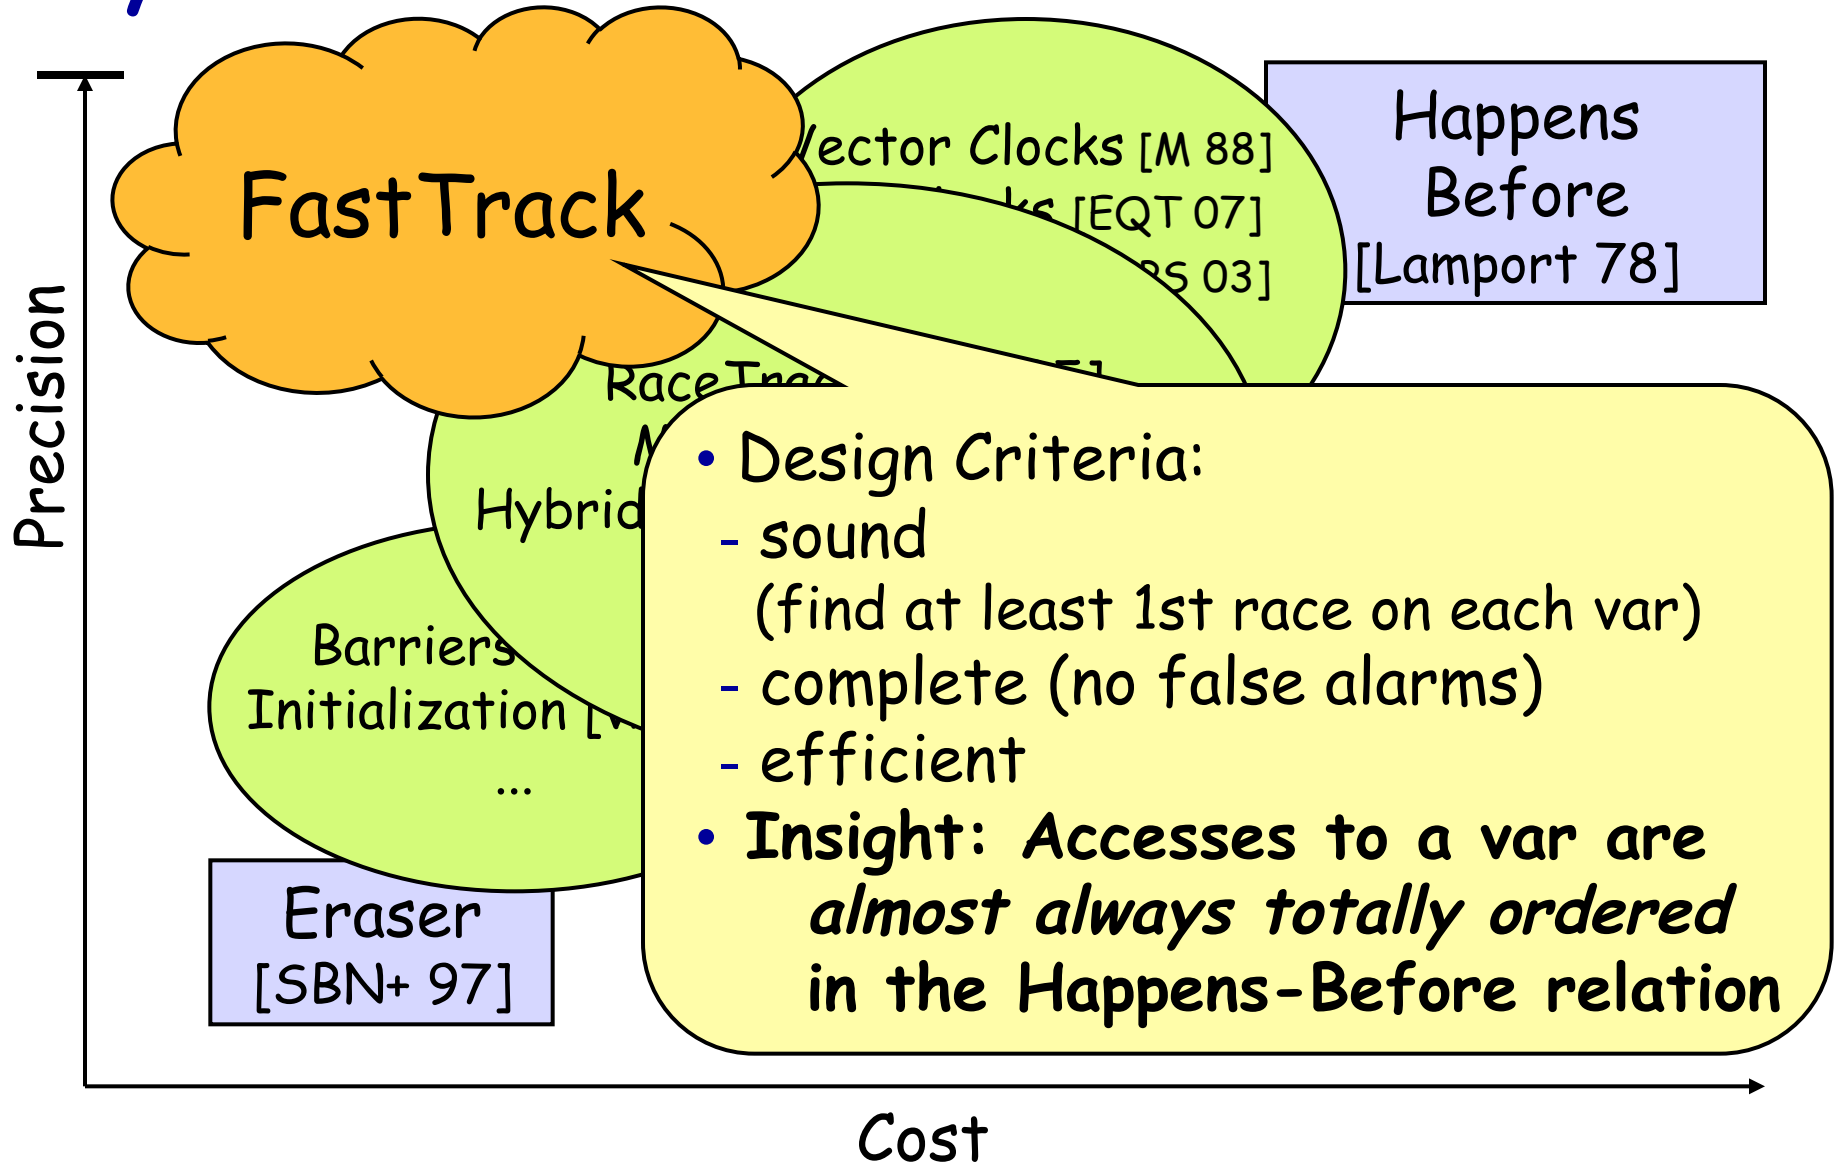 FastTrack
Vector Clocks [M 88]
[EQT 07]
03]
Happens
Before
[Lamport 78]
Precision
Hybrid
Barriers
Initialization
...
Eraser
[SBN+ 97]
• Design Criteria:
- sound
(find at least 1st race on each var)
- complete (no false alarms)
- efficient
• Insight: Accesses to a var are
almost always totally ordered
in the Happens-Before relation
Cost